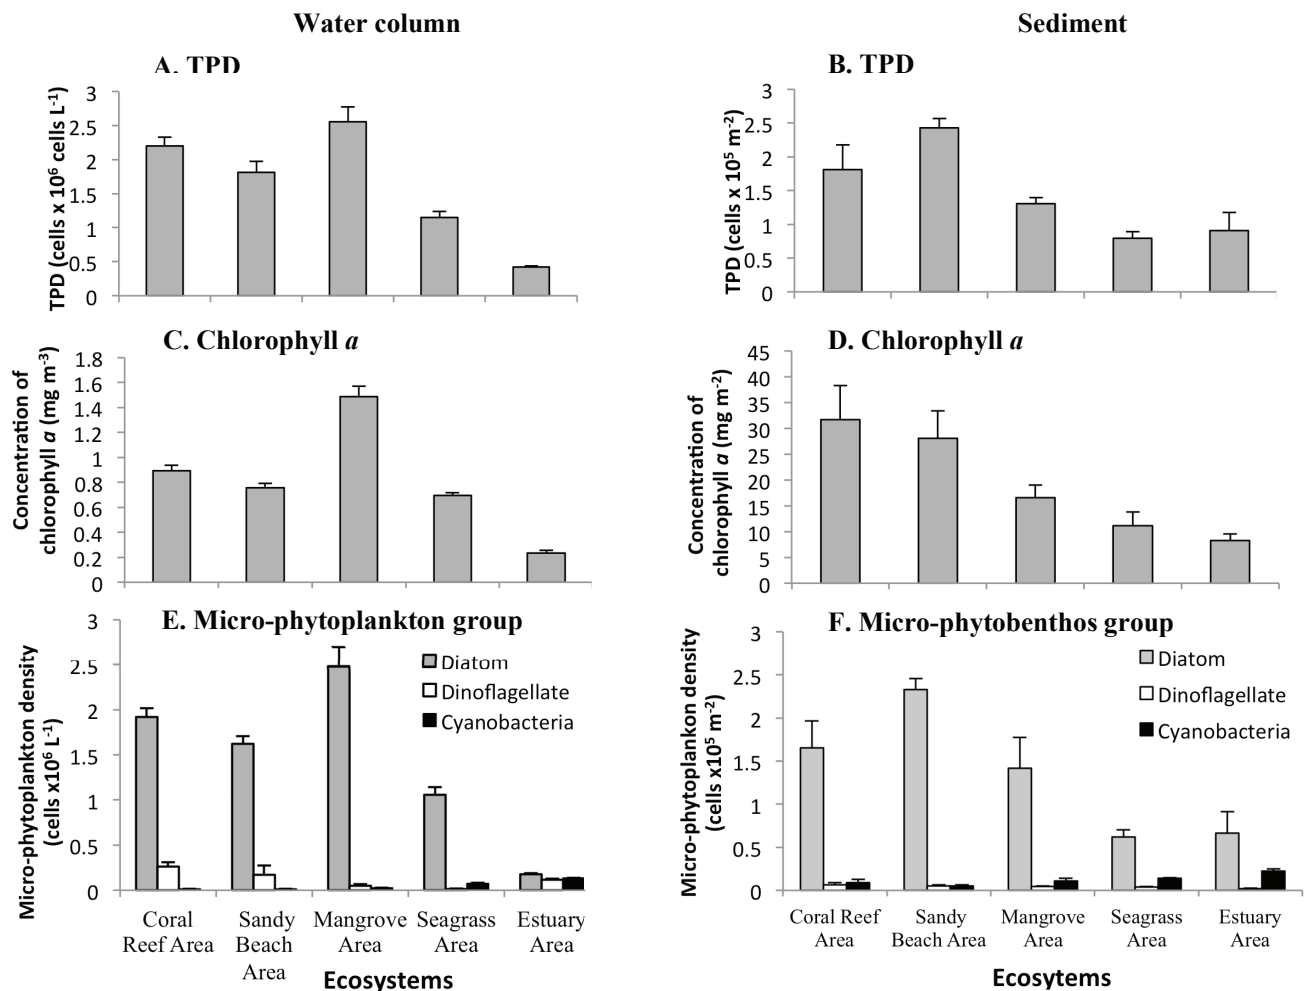 Water column
Sediment
A. TPD
TPD (cells x 10⁶ cells L⁻¹)
3
2.5
2
1.5
1
0.5
0
B. TPD
TPD (cells x 10⁵ m⁻²)
3
2.5
2
1.5
1
0.5
0
C. Chlorophyll a
Concentration of
chlorophyll a (mg m⁻³)
1.8
1.6
1.4
1.2
1
0.8
0.6
0.4
0.2
0
D. Chlorophyll a
Concentration of
chlorophyll a (mg m⁻²)
45
40
35
30
25
20
15
10
5
0
E. Micro-phytoplankton group
Micro-phytoplankton density
(cells x10⁶ L⁻¹)
3
2.5
2
1.5
1
0.5
0
Diatom
Dinoflagellate
Cyanobacteria
Coral
Reef Area
Sandy
Beach
Area
Mangrove
Area
Seagrass
Area
Estuary
Area
Ecosystems
F. Micro-phytobenthos group
Micro-phytoplankon density
(cells x10⁵ m⁻²)
3
2.5
2
1.5
1
0.5
0
Diatom
Dinoflagellate
Cyanobacteria
Coral Reef
Area
Sandy
Beach Area
Mangrove
Area
Seagrass
Area
Estuary
Area
Ecosytems